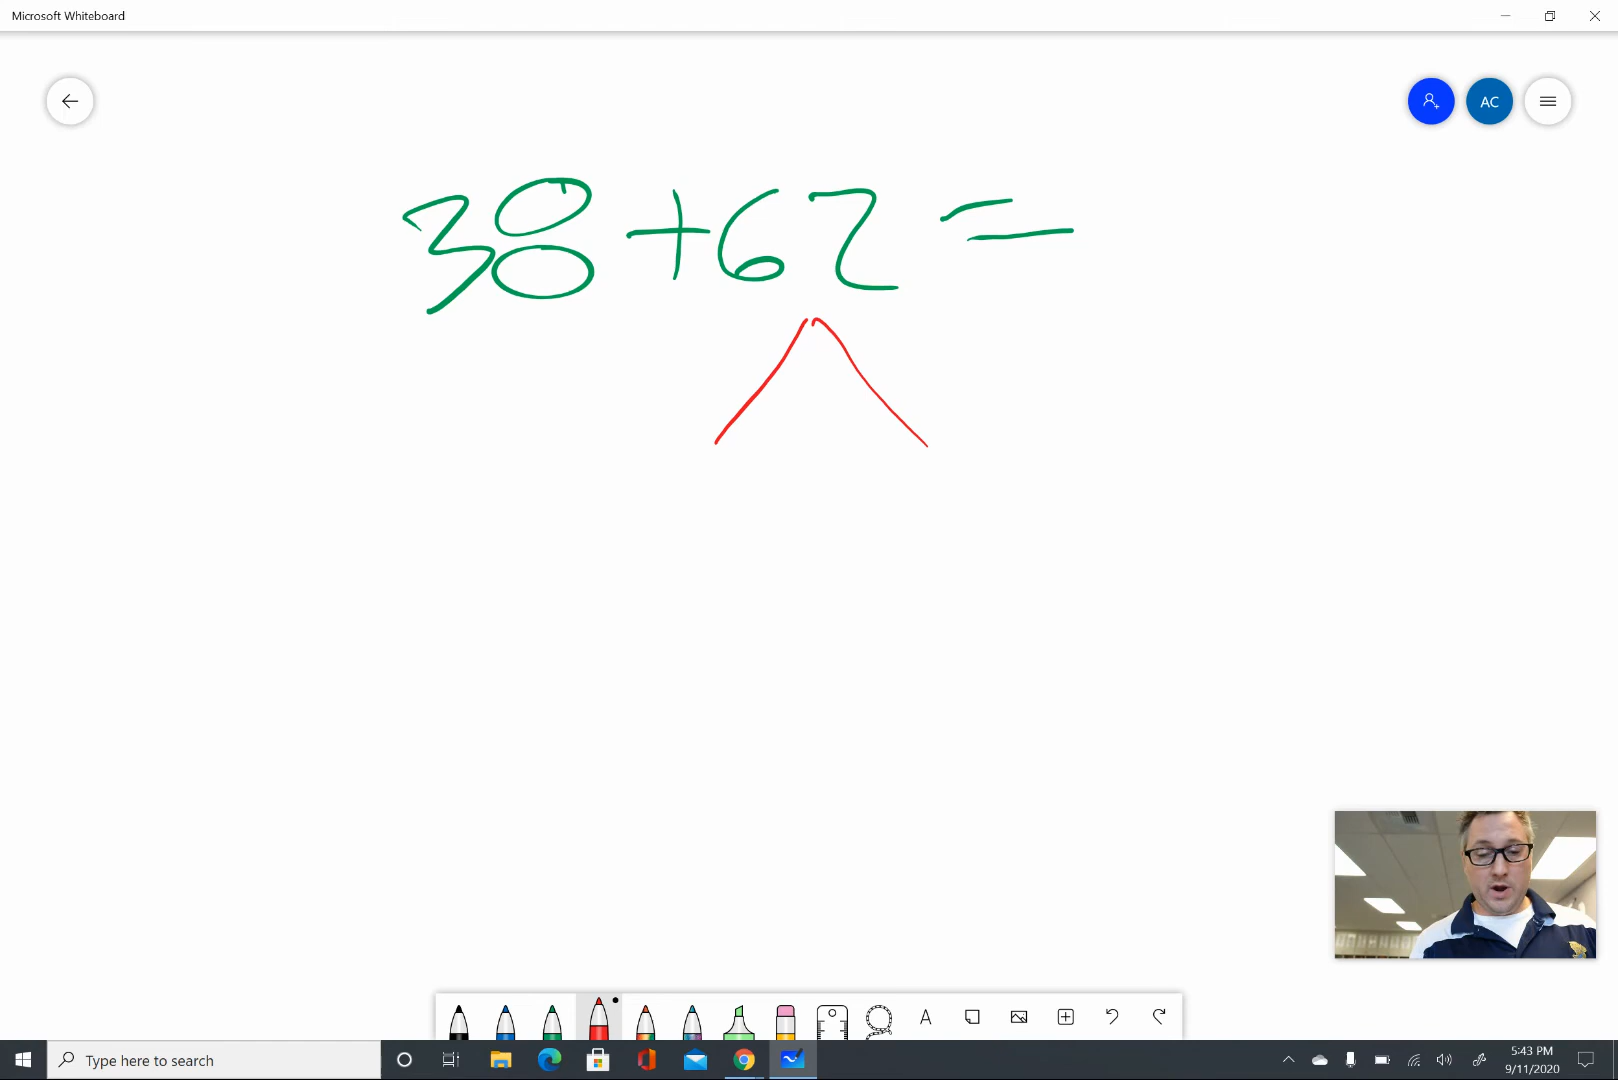 Microsoft Whiteboard
AC
38 + 62 =
A
Type here to search
5:43 PM
9/11/2020